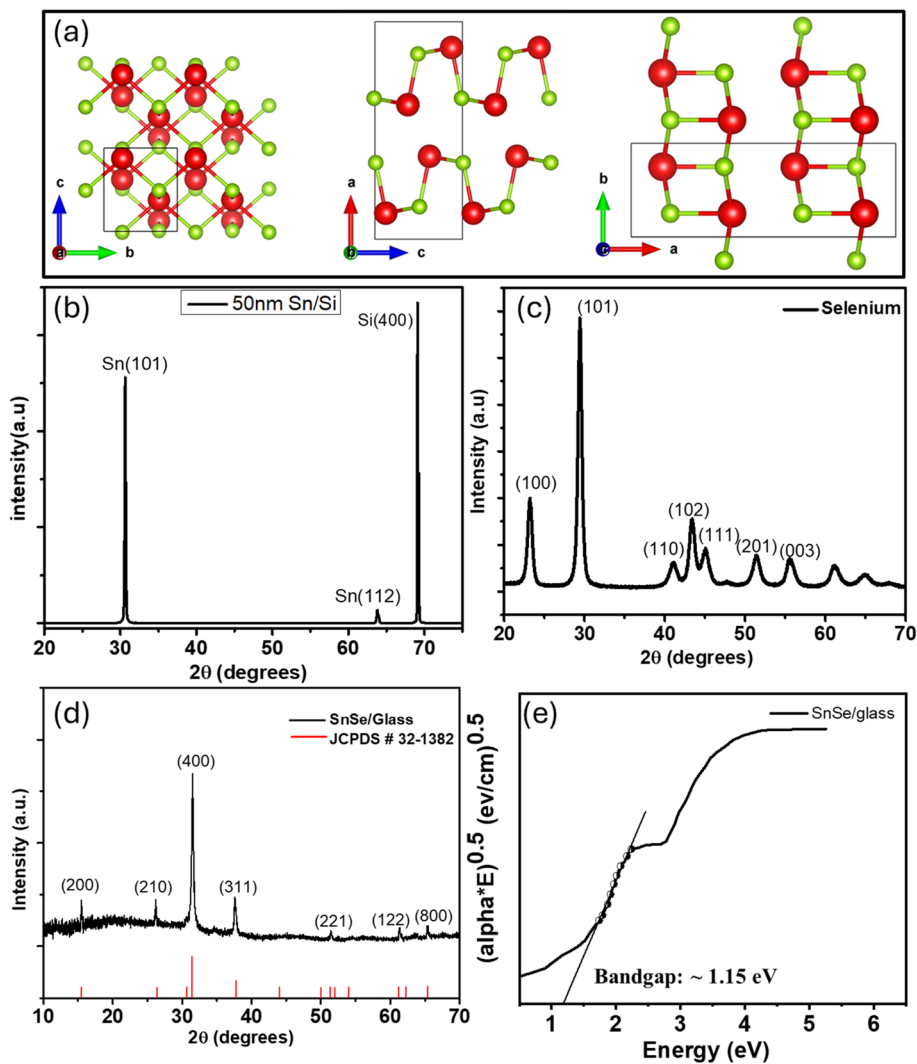 (a)
c
a
b
a
b
c
b
c
a
(b)
50nm Sn/Si
Si(400)
Sn(101)
Sn(112)
intensity(a.u)
20 30 40 50 60 70
2θ (degrees)
(c)
Selenium
(101)
(100)
(102)
(110)
(111)
(201)
(003)
Intensity (a.u)
20 30 40 50 60 70
2θ (degrees)
(d)
SnSe/Glass
JCPDS # 32-1382
(400)
(200)
(210)
(311)
(221)
(122)
(800)
Intensity (a.u.)
10 20 30 40 50 60 70
2θ (degrees)
(e)
SnSe/glass
(alpha*E)^0.5 (ev/cm)^0.5
Bandgap: ~ 1.15 eV
1 2 3 4 5 6
Energy (eV)